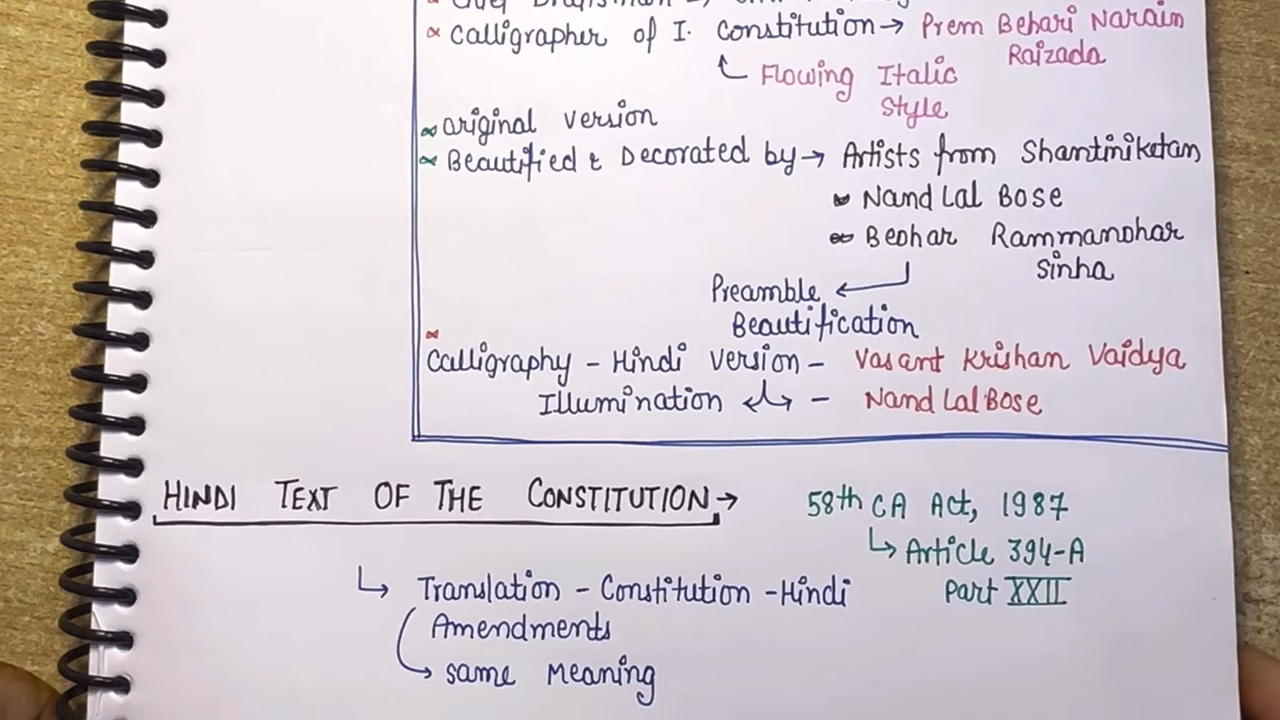 ∝ Calligrapher of I. Constitution → Prem Behari Narain
Raizada
Flowing Italic
Style
∝ Original version
∝ Beautified & Decorated by → Artists from Shantiniketan
Nand Lal Bose
Beohar Rammanohar
Sinha
Preamble ←
Beautification
Calligraphy - Hindi Version - Vasant Krishan Vaidya
Illumination - Nand Lal Bose
HINDI TEXT OF THE CONSTITUTION →
58th CA Act, 1987
↳ Article 394-A
Part XXII
↳ Translation - Constitution - Hindi
Amendments
→ same Meaning